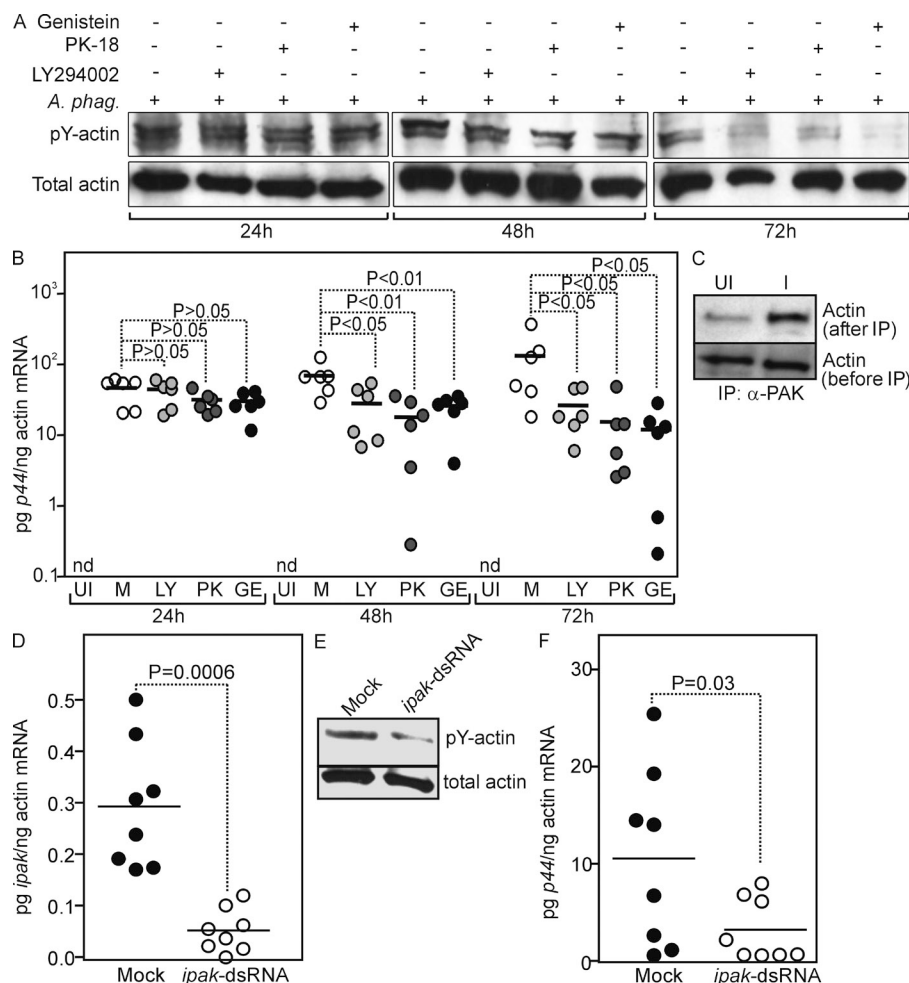 A
Genistein - - - + - - - + - - - +
PK-18 - - + - - - + - - - + -
LY294002 - + - - - + - - - + - -
A. phag. + + + + + + + + + + + +
pY-actin
Total actin
24h 48h 72h
B
pg p44/ng actin mRNA
10³
10²
10
1
0.1
P>0.05
P>0.05
P>0.05
P<0.01
P<0.01
P<0.05
P<0.05
P<0.05
P<0.05
nd nd nd
UI M LY PK GE UI M LY PK GE UI M LY PK GE
24h 48h 72h
C
UI I
Actin
(after IP)
Actin
(before IP)
IP: α-PAK
D
pg ipak/ng actin mRNA
P=0.0006
0.5
0.4
0.3
0.2
0.1
0.0
Mock ipak-dsRNA
E
Mock ipak-dsRNA
pY-actin
total actin
F
pg p44/ng actin mRNA
P=0.03
30
20
10
0
Mock ipak-dsRNA